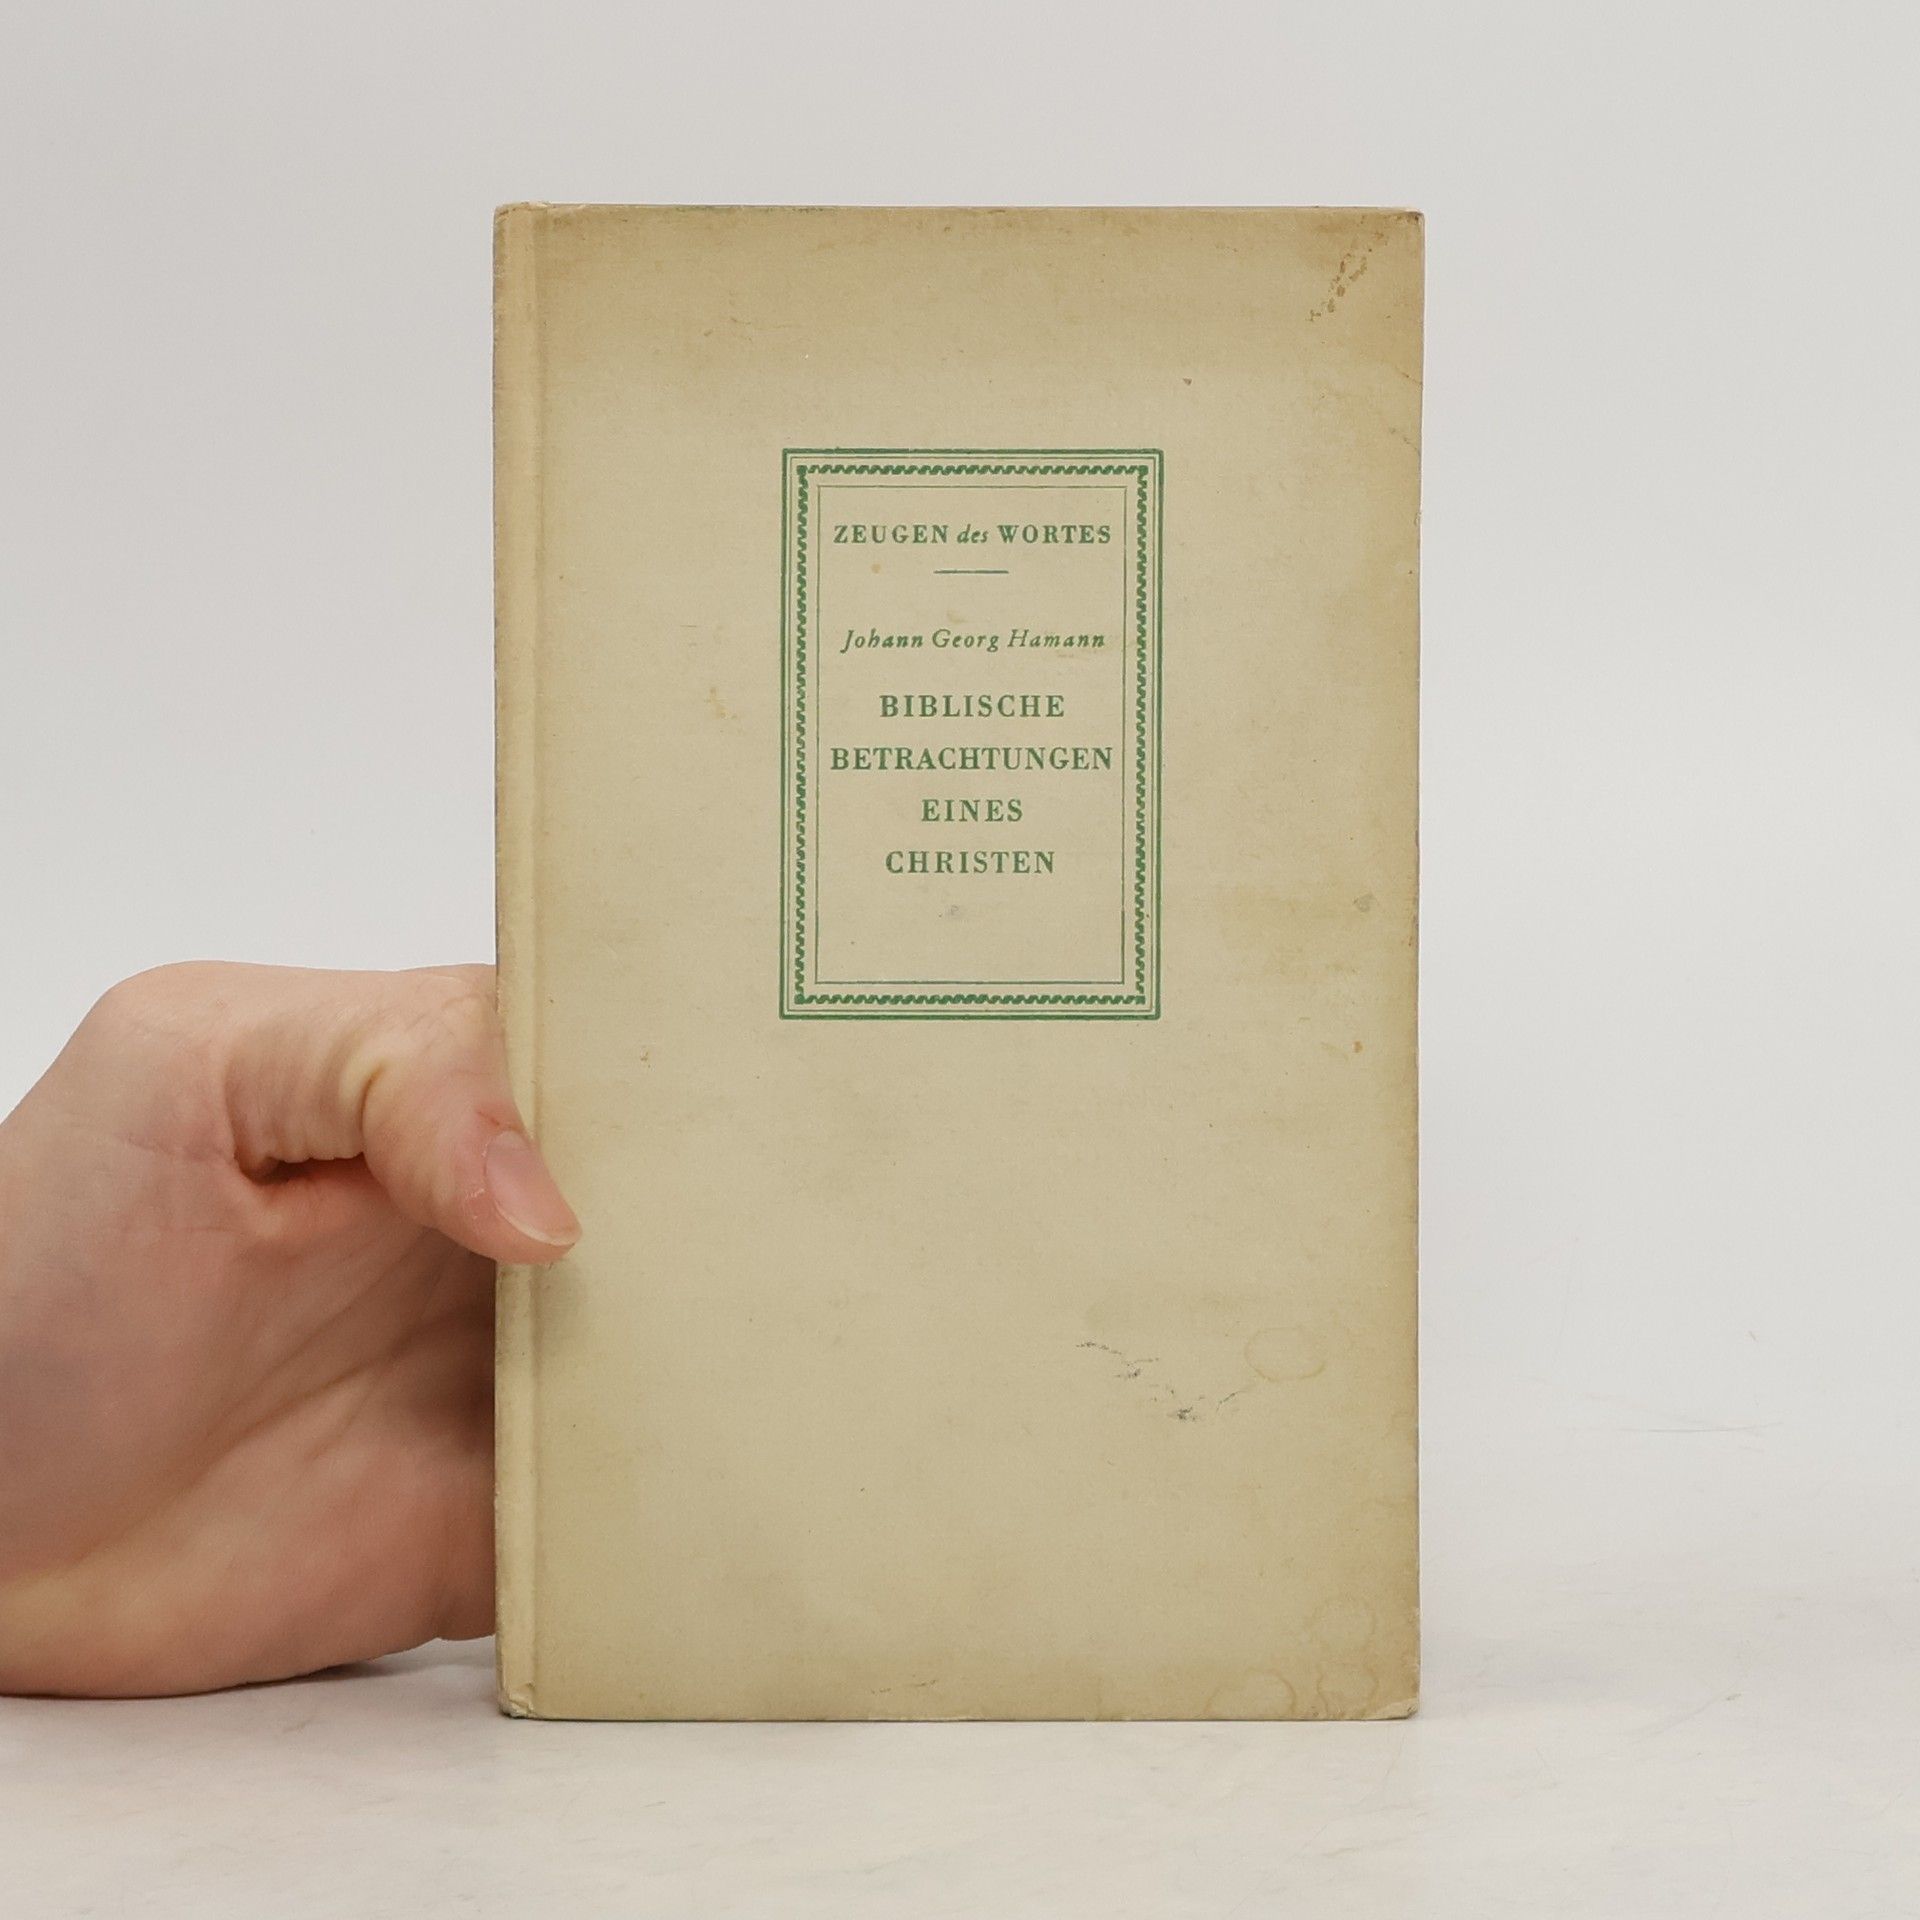 ZEUGEN des WORTES
Johann Georg Hamann
BIBLISCHE
BETRACHTUNGEN
EINES
CHRISTEN